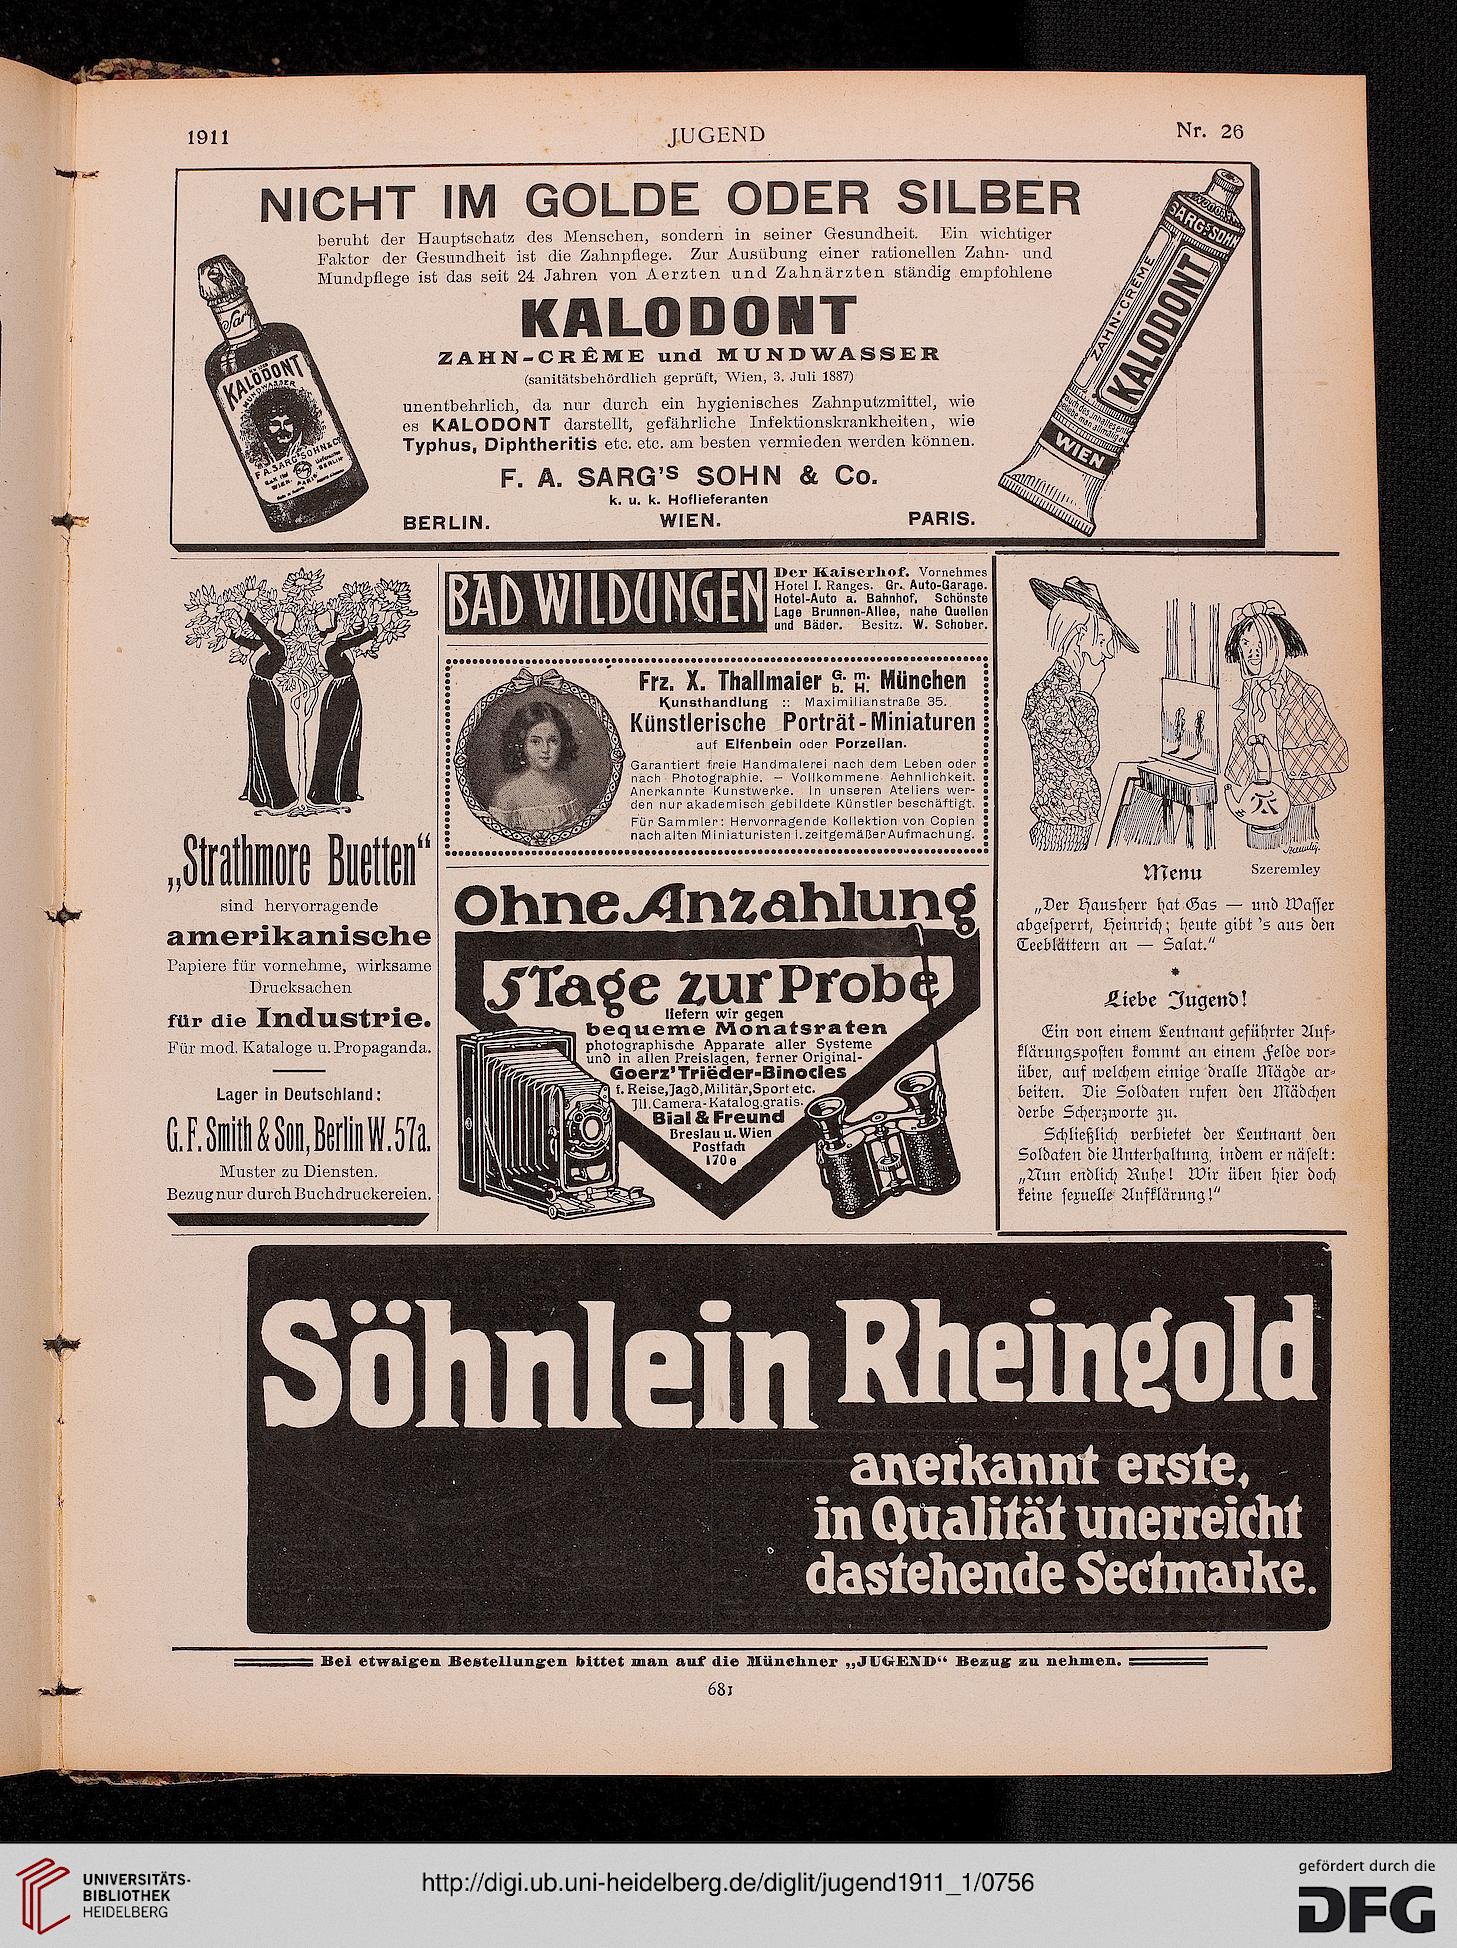 1911 JUGEND Nr. 26
NICHT IM GOLDE ODER SILBER
beruht der Hauptschatz des Menschen, sondern in seiner Gesundheit. Ein wichtiger
Faktor der Gesundheit ist die Zahnpflege. Zur Ausübung einer rationellen Zahn- und
Mundpflege ist das seit 24 Jahren von Aerzten und Zahnärzten ständig empfohlene
KALODONT
ZAHN-CRÊME und MUNDWASSER
(sanitätsbehördlich geprüft, Wien, 3. Juli 1887)
unentbehrlich, da nur durch ein hygienisches Zahnputzmittel, wie
es KALODONT darstellt, gefährliche Infektionskrankheiten, wie
Typhus, Diphtheritis etc. etc. am besten vermieden werden können.
F. A. SARG'S SOHN & Co.
k. u. k. Hoflieferanten
BERLIN. WIEN. PARIS.
Sarg
KALODONT
MUNDWASSER
F.A. SARG'S SOHN & Co
WIEN. PARIS BERLIN
KALODONT
SARG'S SOHN
ZAHN-CRÊME
KALODONT
WIEN
„Strathmore Buetten“
sind hervorragende
amerikanische
Papiere für vornehme, wirksame
Drucksachen
für die Industrie.
Für mod. Kataloge u. Propaganda.
Lager in Deutschland:
G. F. Smith & Son, Berlin W. 57a.
Muster zu Diensten.
Bezug nur durch Buchdruckereien.
BAD WILDUNGEN
Der Kaiserhof. Vornehmes
Hotel I. Ranges. Gr. Auto-Garage.
Hotel-Auto a. Bahnhof, Schönste
Lage Brunnen-Allee, nahe Quellen
und Bäder. Besitz. W. Schober.
Frz. X. Thallmaier G. m. b. H. München
Kunsthandlung :: Maximilianstraße 35.
Künstlerische Porträt-Miniaturen
auf Elfenbein oder Porzellan.
Garantiert freie Handmalerei nach dem Leben oder
nach Photographie. — Vollkommene Aehnlichkeit.
Anerkannte Kunstwerke. In unseren Ateliers wer-
den nur akademisch gebildete Künstler beschäftigt.
Für Sammler: Hervorragende Kollektion von Copien
nach alten Miniaturisten i. zeitgemäßer Aufmachung.
Ohne Anzahlung
5 Tage zur Probe
liefern wir gegen
bequeme Monatsraten
photographische Apparate aller Systeme
und in allen Preislagen, ferner Original-
Goerz' Triëder-Binocles
f. Reise, Jagd, Militär, Sport etc.
Jll. Camera-Katalog gratis.
Bial & Freund
Breslau u. Wien
Postfach
170 e
Szeremley.
Menu Szeremley
„Der Hausherr hat Gas — und Wasser
abgesperrt, Heinrich; heute gibt 's aus den
Teeblättern an — Salat.“
*
Liebe Jugend!
Ein von einem Leutnant geführter Auf-
klärungsposten kommt an einem Felde vor-
über, auf welchem einige dralle Mägde ar-
beiten. Die Soldaten rufen den Mädchen
derbe Scherzworte zu.
Schließlich verbietet der Leutnant den
Soldaten die Unterhaltung, indem er näselt:
„Nun endlich Ruhe! Wir üben hier doch
keine sexuelle Aufklärung!“
Söhnlein Rheingold
anerkannt erste,
in Qualität unerreicht
dastehende Sectmarke.
Bei etwaigen Bestellungen bittet man auf die Münchner „JUGEND“ Bezug zu nehmen.
681
UNIVERSITÄTS-
BIBLIOTHEK
HEIDELBERG
http://digi.ub.uni-heidelberg.de/diglit/jugend1911_1/0756
gefördert durch die
DFG